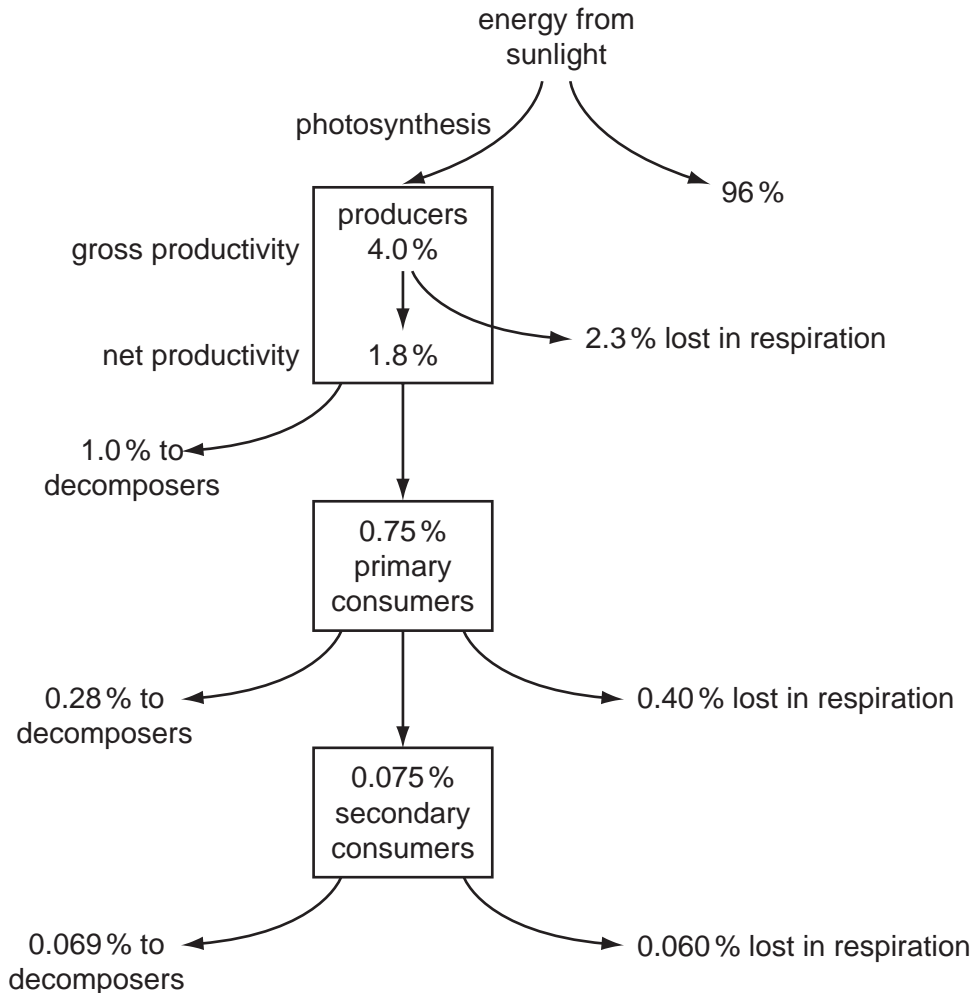 energy from
sunlight
photosynthesis
96%
producers
gross productivity
4.0%
2.3% lost in respiration
net productivity
1.8%
1.0% to
decomposers
0.75%
primary
consumers
0.28% to
decomposers
0.40% lost in respiration
0.075%
secondary
consumers
0.069% to
decomposers
0.060% lost in respiration